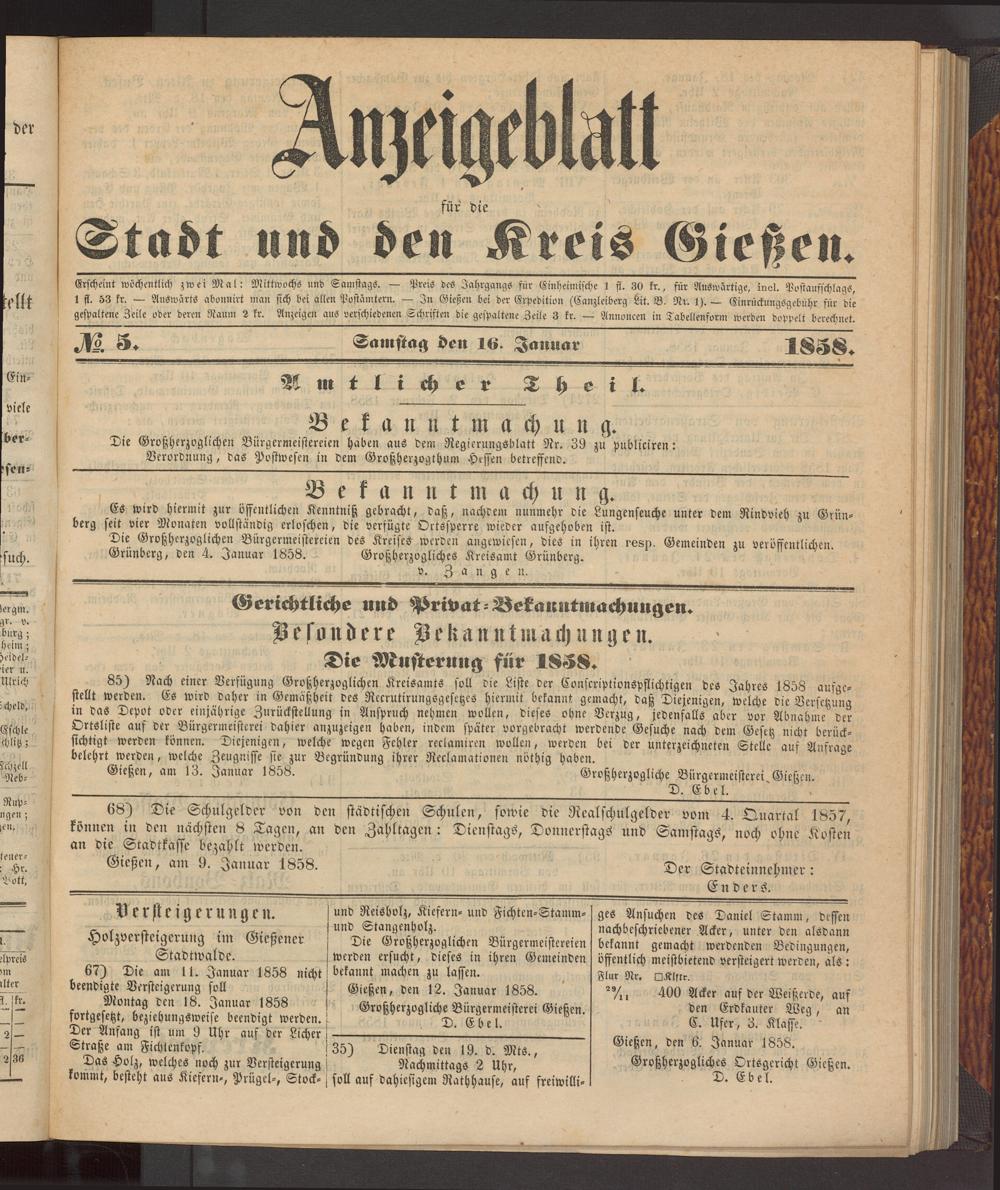 Anzeigeblatt
für die
Stadt und den Kreis Gießen.
Erscheint wöchentlich zwei Mal: Mittwochs und Samstags. — Preis des Jahrgangs für Einheimische 1 fl. 30 kr., für Auswärtige, incl. Postaufschlags,
1 fl. 53 kr. — Auswärts abonnirt man sich bei allen Postämtern. — In Gießen bei der Expedition (Canzleiberg Lit. B. Nr. 1). — Einrückungsgebühr für die
gespaltene Zeile oder deren Raum 2 kr. Anzeigen aus verschiedenen Schriften die gespaltene Zeile 3 kr. — Annoncen in Tabellenform werden doppelt berechnet.
№ 5. Samstag den 16. Januar 1858.
Amtlicher Theil.
Bekanntmachung.
Die Großherzoglichen Bürgermeistereien haben aus dem Regierungsblatt Nr. 39 zu publiciren:
Verordnung, das Postwesen in dem Großherzogthum Hessen betreffend.
Bekanntmachung.
Es wird hiermit zur öffentlichen Kenntniß gebracht, daß, nachdem nunmehr die Lungenseuche unter dem Rindvieh zu Grün-
berg seit vier Monaten vollständig erloschen, die verfügte Ortssperre wieder aufgehoben ist.
Die Großherzoglichen Bürgermeistereien des Kreises werden angewiesen, dies in ihren resp. Gemeinden zu veröffentlichen.
Grünberg, den 4. Januar 1858. Großherzogliches Kreisamt Grünberg.
v. Zangen.
Gerichtliche und Privat-Bekanntmachungen.
Besondere Bekanntmachungen.
Die Musterung für 1858.
85) Nach einer Verfügung Großherzoglichen Kreisamts soll die Liste der Conscriptionspflichtigen des Jahres 1858 aufge-
stellt werden. Es wird daher in Gemäßheit des Recrutirungsgesetzes hiermit bekannt gemacht, daß Diejenigen, welche die Versetzung
in das Depot oder einjährige Zurückstellung in Anspruch nehmen wollen, dieses ohne Verzug, jedenfalls aber vor Abnahme der
Ortsliste auf der Bürgermeisterei dahier anzuzeigen haben, indem später vorgebracht werdende Gesuche nach dem Gesetz nicht berück-
sichtigt werden können. Diejenigen, welche wegen Fehler reclamiren wollen, werden bei der unterzeichneten Stelle auf Anfrage
belehrt werden, welche Zeugnisse sie zur Begründung ihrer Reclamationen nöthig haben.
Gießen, am 13. Januar 1858. Großherzogliche Bürgermeisterei Gießen.
D. Ebel.
68) Die Schulgelder von den städtischen Schulen, sowie die Realschulgelder vom 4. Quartal 1857,
können in den nächsten 8 Tagen, an den Zahltagen: Dienstags, Donnerstags und Samstags, noch ohne Kosten
an die Stadtkasse bezahlt werden.
Gießen, am 9. Januar 1858. Der Stadteinnehmer:
Enders.
Versteigerungen.
Holzversteigerung im Gießener
Stadtwalde.
67) Die am 11. Januar 1858 nicht
beendigte Versteigerung soll
Montag den 18. Januar 1858
fortgesetzt, beziehungsweise beendigt werden.
Der Anfang ist um 9 Uhr auf der Licher
Straße am Fichtenkopf.
Das Holz, welches noch zur Versteigerung
kommt, besteht aus Kiefern-, Prügel-, Stock-
und Reisholz, Kiefern- und Fichten-Stamm-
und Stangenholz.
Die Großherzoglichen Bürgermeistereien
werden ersucht, dieses in ihren Gemeinden
bekannt machen zu lassen.
Gießen, den 12. Januar 1858.
Großherzogliche Bürgermeisterei Gießen.
D. Ebel.
35) Dienstag den 19. d. Mts.,
Nachmittags 2 Uhr,
soll auf dahiesigem Rathhause, auf freiwilli-
ges Ansuchen des Daniel Stamm, dessen
nachbeschriebener Acker, unter den alsdann
bekannt gemacht werdenden Bedingungen,
öffentlich meistbietend versteigert werden, als:
Flur Nr. □Klftr.
29/11 400 Acker auf der Weißerde, auf
den Erdkauter Weg, an
C. Ufer, 3. Klasse.
Gießen, den 6. Januar 1858.
Großherzogliches Ortsgericht Gießen.
D. Ebel.